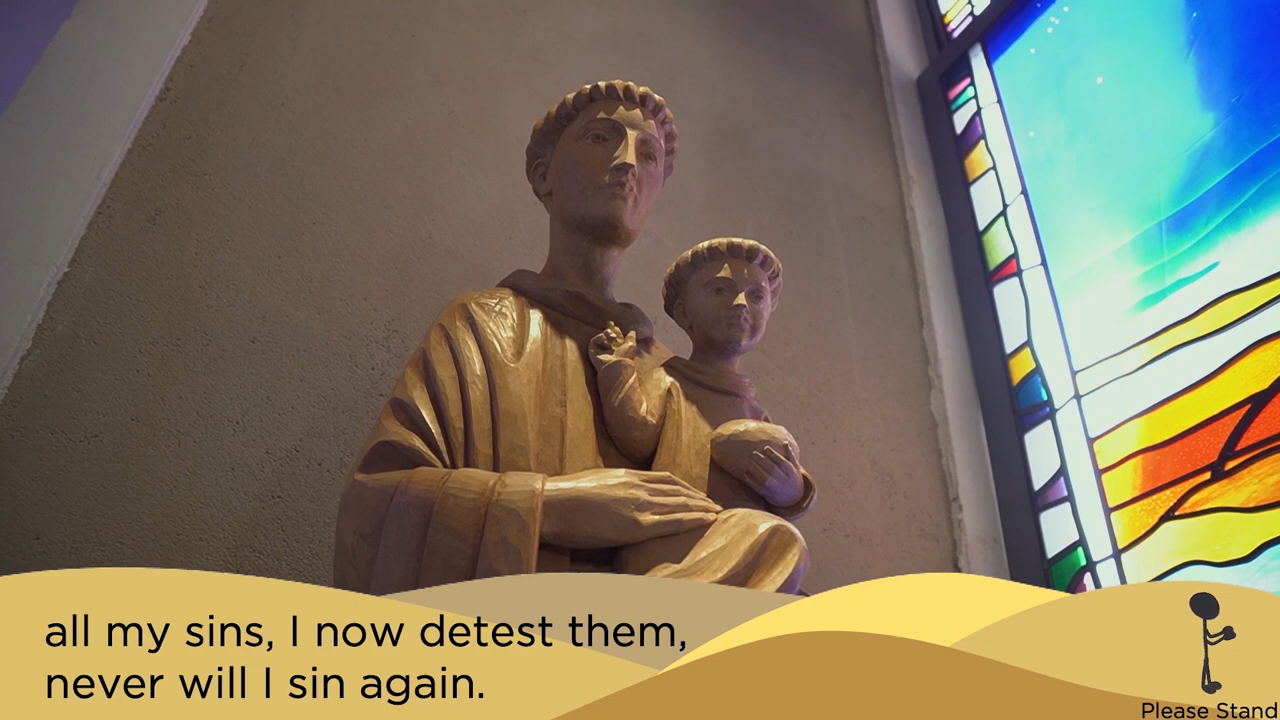 all my sins, I now detest them,
never will I sin again.
Please Stand